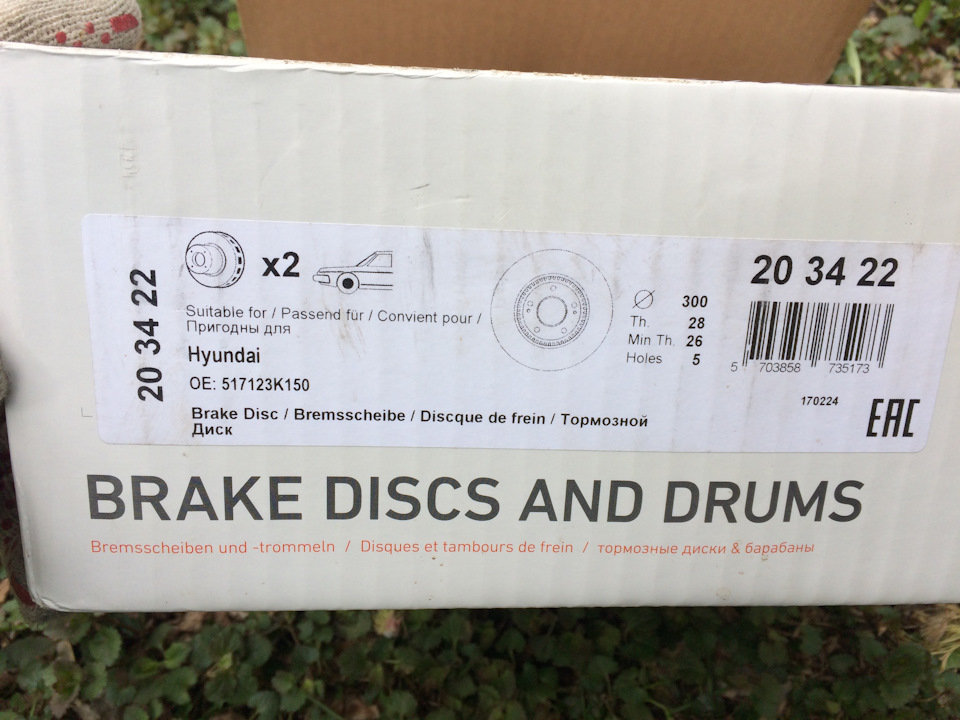 20 34 22
x2
Suitable for / Passend für / Convient pour /
Пригодны для
Hyundai
OE: 517123K150
Brake Disc / Bremsscheibe / Discque de frein / Тормозной
Диск
300
Th. 28
Min Th. 26
Holes 5
20 34 22
5 703858 735173
170224
EAC
BRAKE DISCS AND DRUMS
Bremsscheiben und -trommeln / Disques et tambours de frein / тормозные диски & барабаны